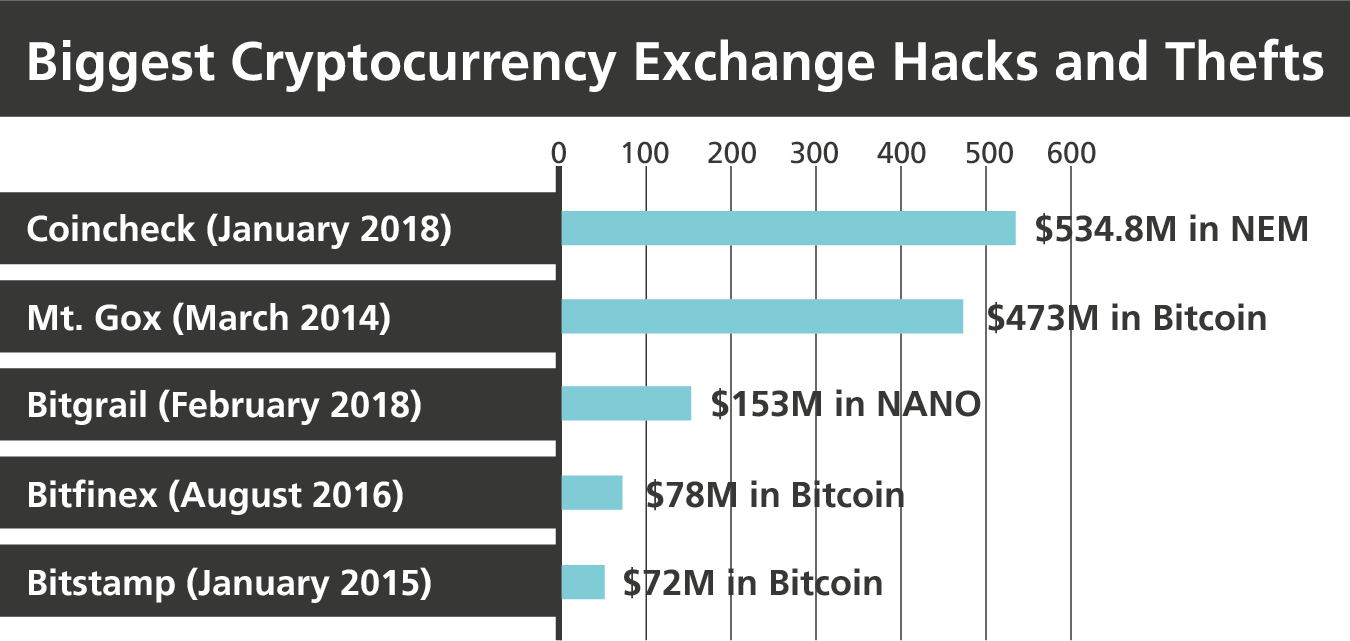 Biggest Cryptocurrency Exchange Hacks and Thefts
0 100 200 300 400 500 600
Coincheck (January 2018) $534.8M in NEM
Mt. Gox (March 2014) $473M in Bitcoin
Bitgrail (February 2018) $153M in NANO
Bitfinex (August 2016) $78M in Bitcoin
Bitstamp (January 2015) $72M in Bitcoin